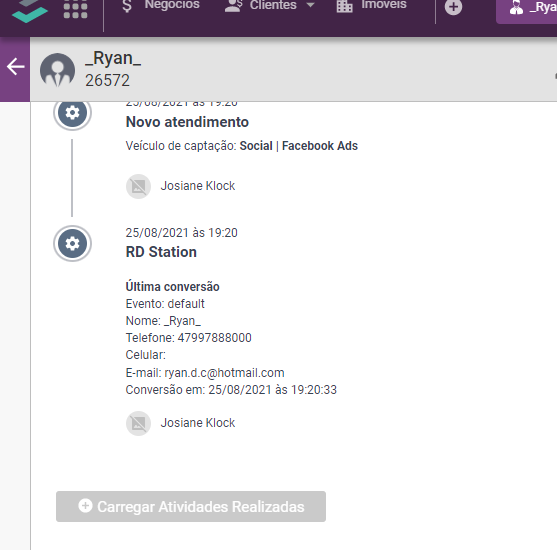 $ Negócios
Clientes
Imóveis
_Rya
_Ryan_
26572
25/08/2021 às 19:20
Novo atendimento
Veículo de captação: Social | Facebook Ads
Josiane Klock
25/08/2021 às 19:20
RD Station
Última conversão
Evento: default
Nome: _Ryan_
Telefone: 47997888000
Celular:
E-mail: ryan.d.c@hotmail.com
Conversão em: 25/08/2021 às 19:20:33
Josiane Klock
Carregar Atividades Realizadas